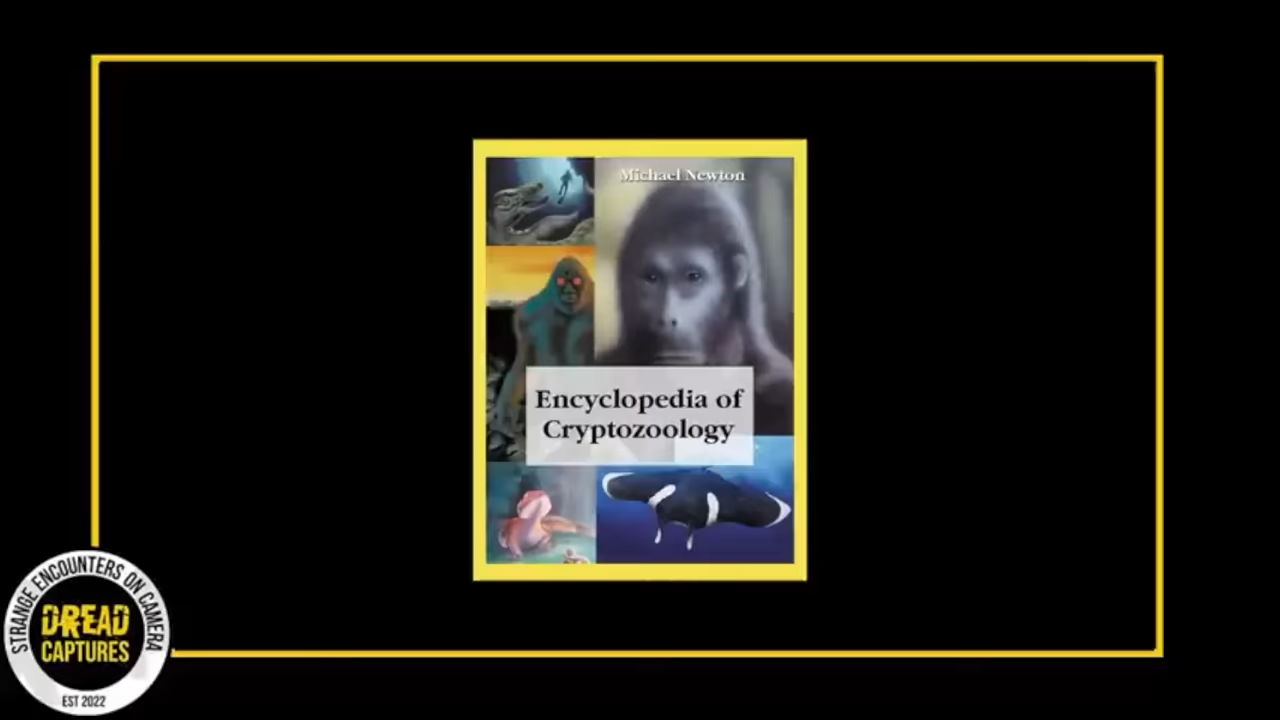 Michael Newton
Encyclopedia of
Cryptozoology
STRANGE ENCOUNTERS ON CAMERA
DREAD
CAPTURES
EST 2022